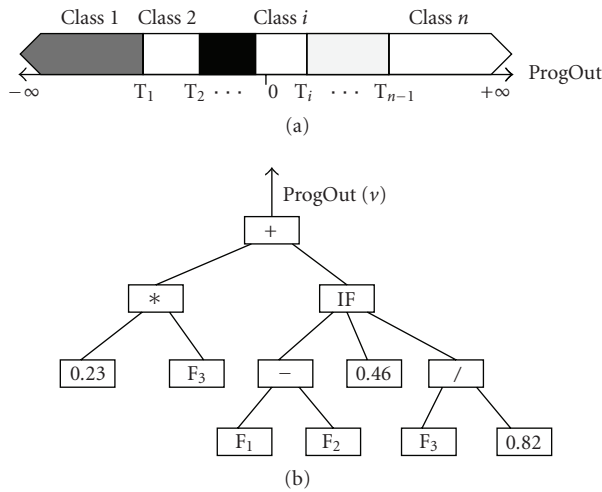 Class 1 Class 2 Class i Class n
ProgOut
−∞ T₁ T₂ · · · 0 Tᵢ · · · Tₙ₋₁ +∞
(a)
ProgOut (v)
+
* IF
0.23 F₃ − 0.46 /
F₁ F₂ F₃ 0.82
(b)